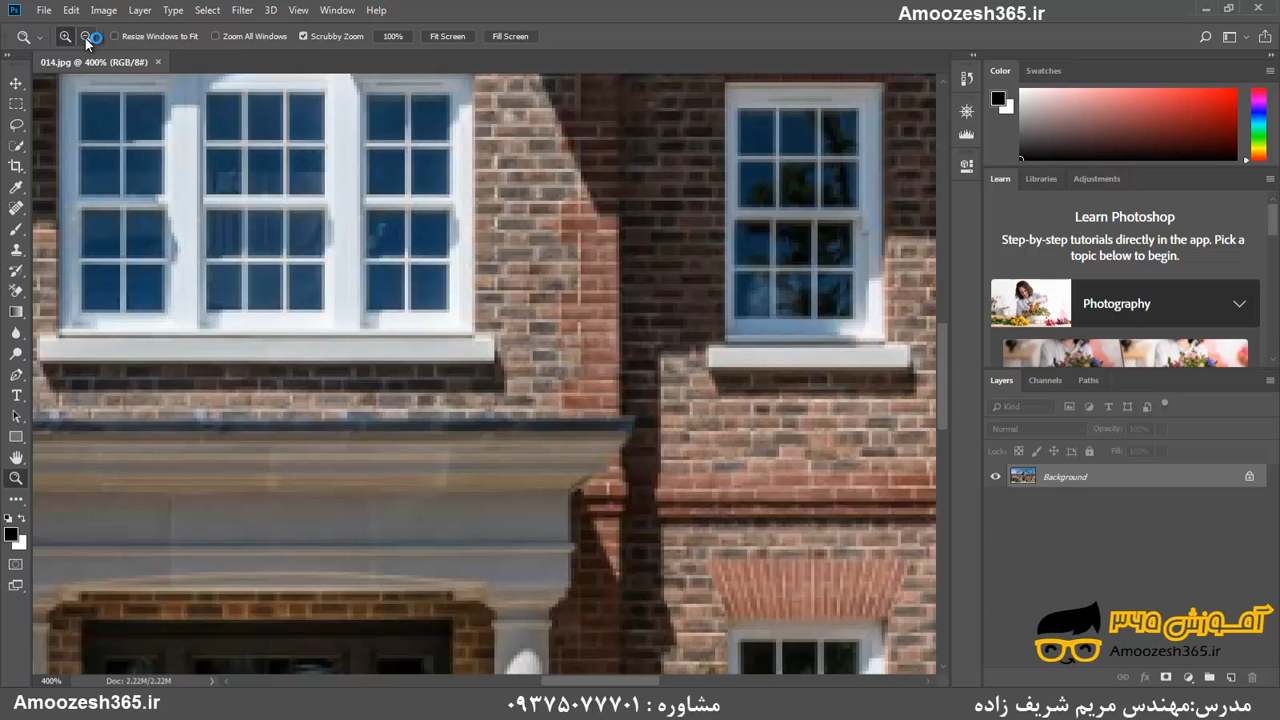 Ps File Edit Image Layer Type Select Filter 3D View Window Help
Amoozesh365.ir
Resize Windows to Fit Zoom All Windows Scrubby Zoom 100% Fit Screen Fill Screen
014.jpg @ 400% (RGB/8#) ×
Color Swatches
Learn Libraries Adjustments
Learn Photoshop
Step-by-step tutorials directly in the app. Pick a
topic below to begin.
Photography
Layers Channels Paths
Kind
Normal Opacity: 100%
Lock: Fill: 100%
Background
آموزش ۳۶۵
Amoozesh365.ir
400% Doc: 2.22M/2.22M
Amoozesh365.ir
مشاوره : ۰۹۳۷۵۰۷۷۷۰۱
مدرس:مهندس مریم شریف زاده